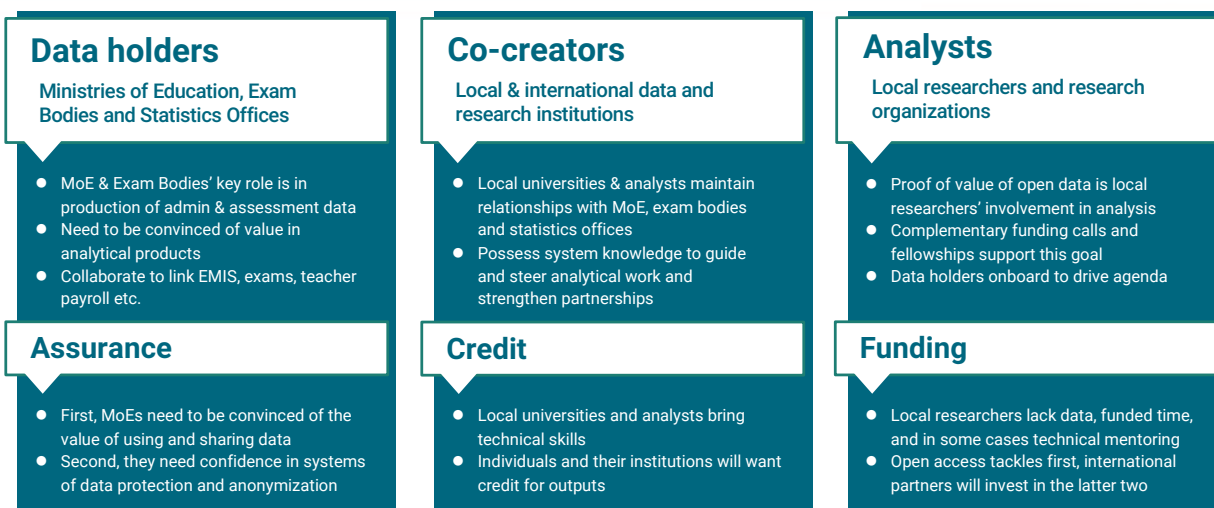 Data holders
Ministries of Education, Exam
Bodies and Statistics Offices
● MoE & Exam Bodies’ key role is in
production of admin & assessment data
● Need to be convinced of value in
analytical products
● Collaborate to link EMIS, exams, teacher
payroll etc.
Assurance
● First, MoEs need to be convinced of the
value of using and sharing data
● Second, they need confidence in systems
of data protection and anonymization
Co-creators
Local & international data and
research institutions
● Local universities & analysts maintain
relationships with MoE, exam bodies
and statistics offices
● Possess system knowledge to guide
and steer analytical work and
strengthen partnerships
Credit
● Local universities and analysts bring
technical skills
● Individuals and their institutions will want
credit for outputs
Analysts
Local researchers and research
organizations
● Proof of value of open data is local
researchers’ involvement in analysis
● Complementary funding calls and
fellowships support this goal
● Data holders onboard to drive agenda
Funding
● Local researchers lack data, funded time,
and in some cases technical mentoring
● Open access tackles first, international
partners will invest in the latter two